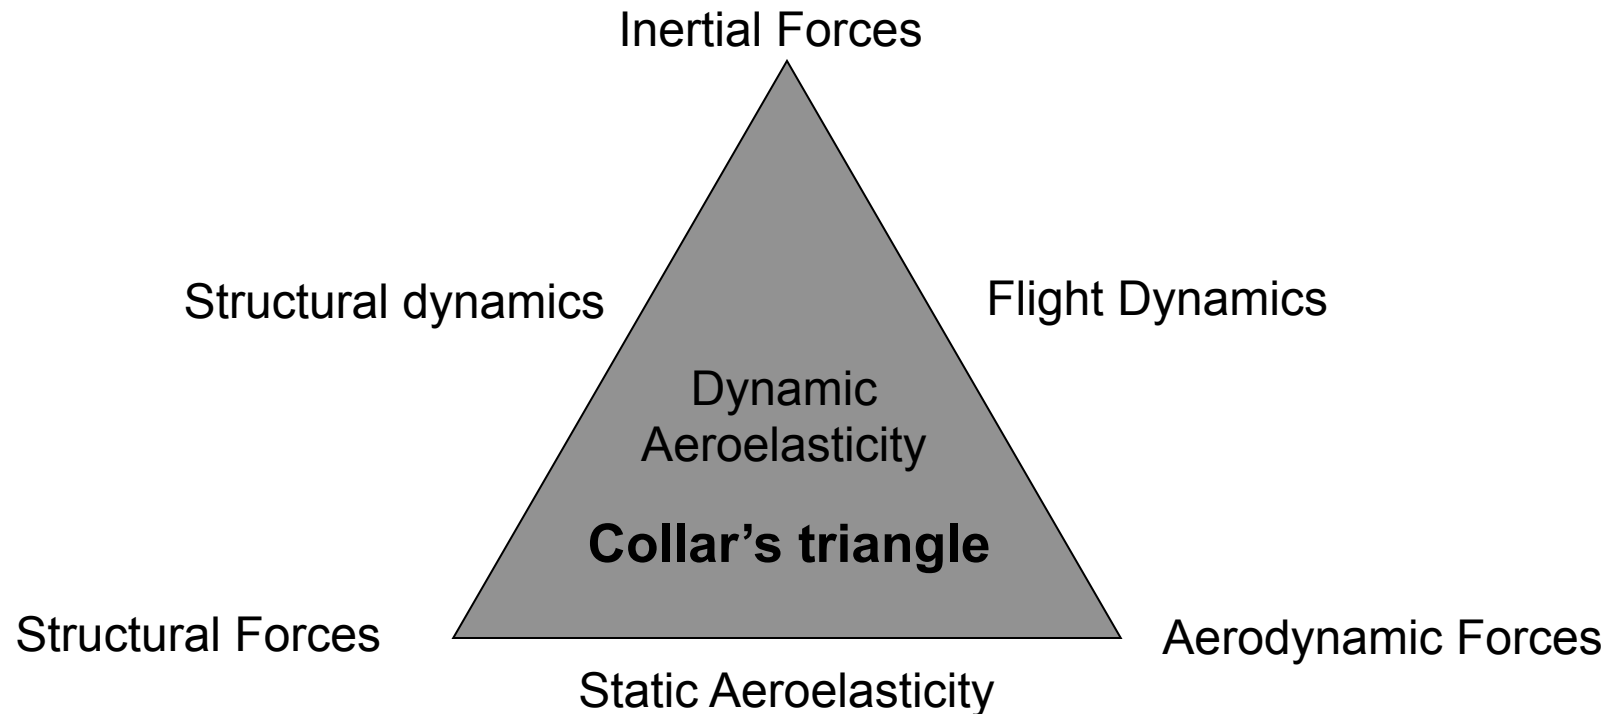 Inertial Forces
Structural dynamics
Flight Dynamics
Dynamic
Aeroelasticity
Collar’s triangle
Structural Forces
Aerodynamic Forces
Static Aeroelasticity